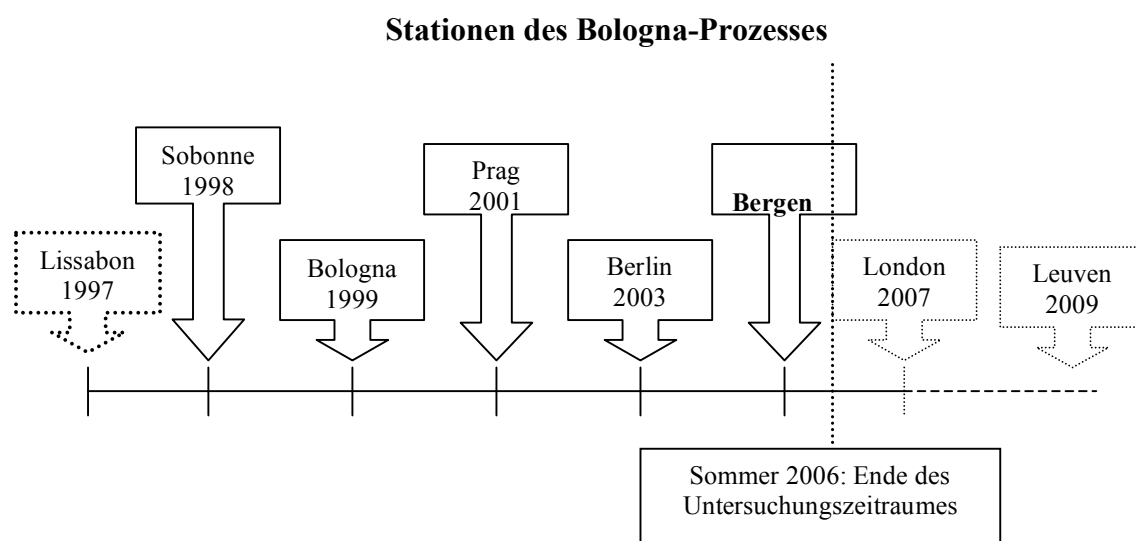 Stationen des Bologna-Prozesses
Sobonne
1998
Prag
2001
Bergen
Lissabon
1997
Bologna
1999
Berlin
2003
London
2007
Leuven
2009
Sommer 2006: Ende des
Untersuchungszeitraumes